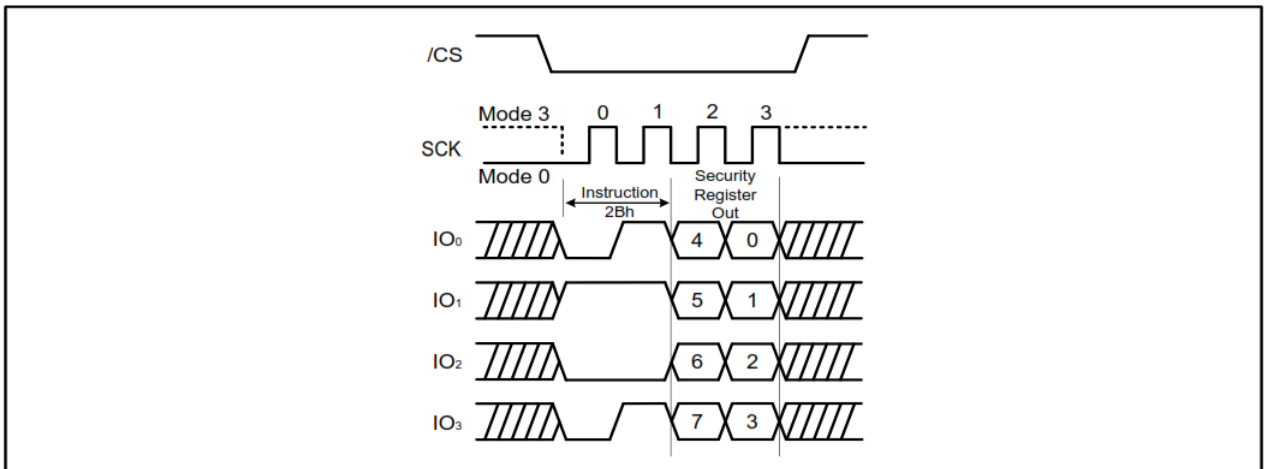 /CS
Mode 3 0 1 2 3
SCK
Mode 0
Instruction
2Bh
Security
Register
Out
IO₀ 4 0
IO₁ 5 1
IO₂ 6 2
IO₃ 7 3